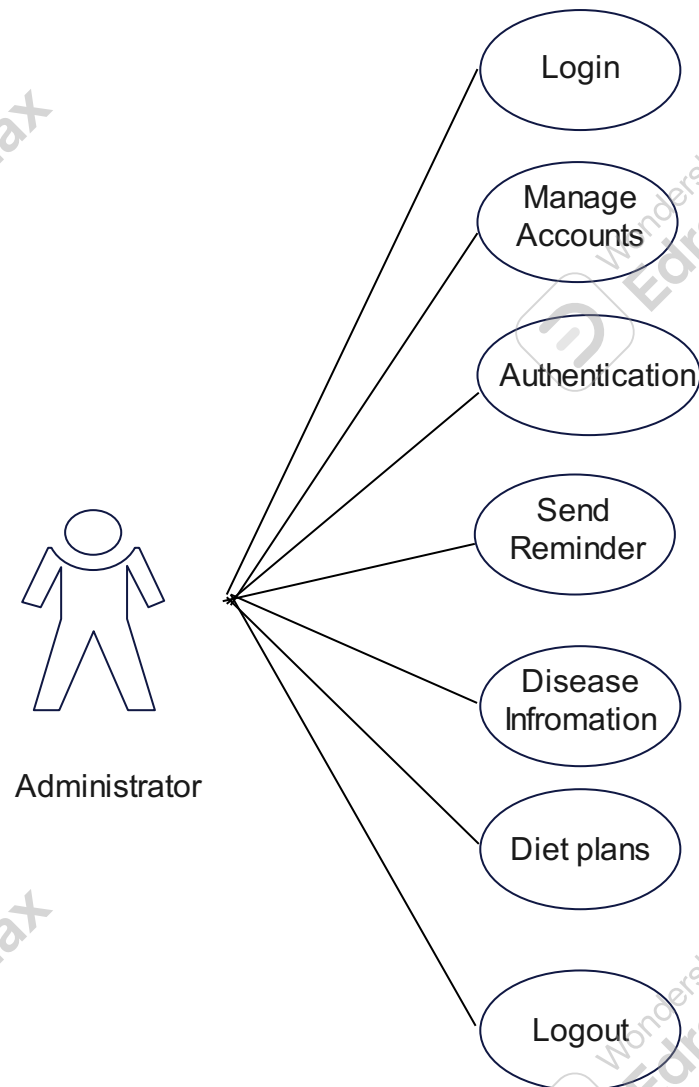 Login
Manage
Accounts
Authentication
Send
Reminder
Disease
Infromation
Administrator
Diet plans
Logout